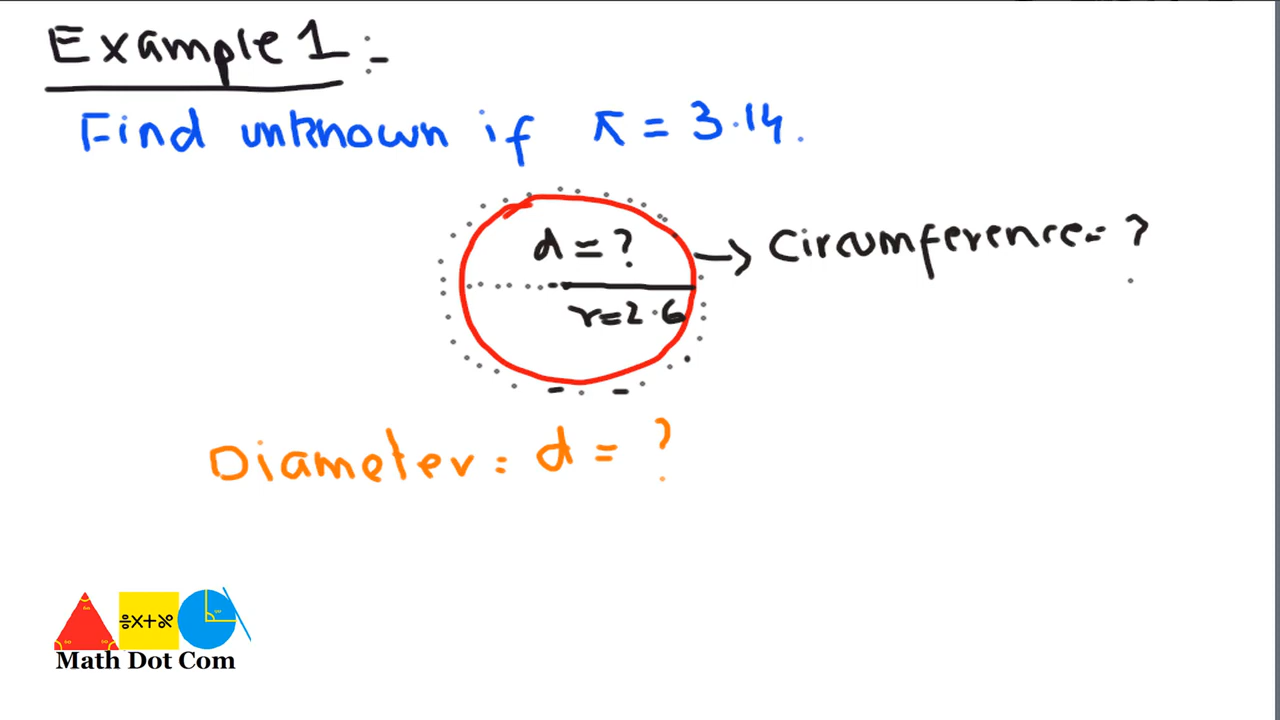 Example 1:-
Find unknown if π = 3.14.
d = ?
→ Circumference = ?
r=2.6
Diameter = d = ?
÷x+%
Math Dot Com